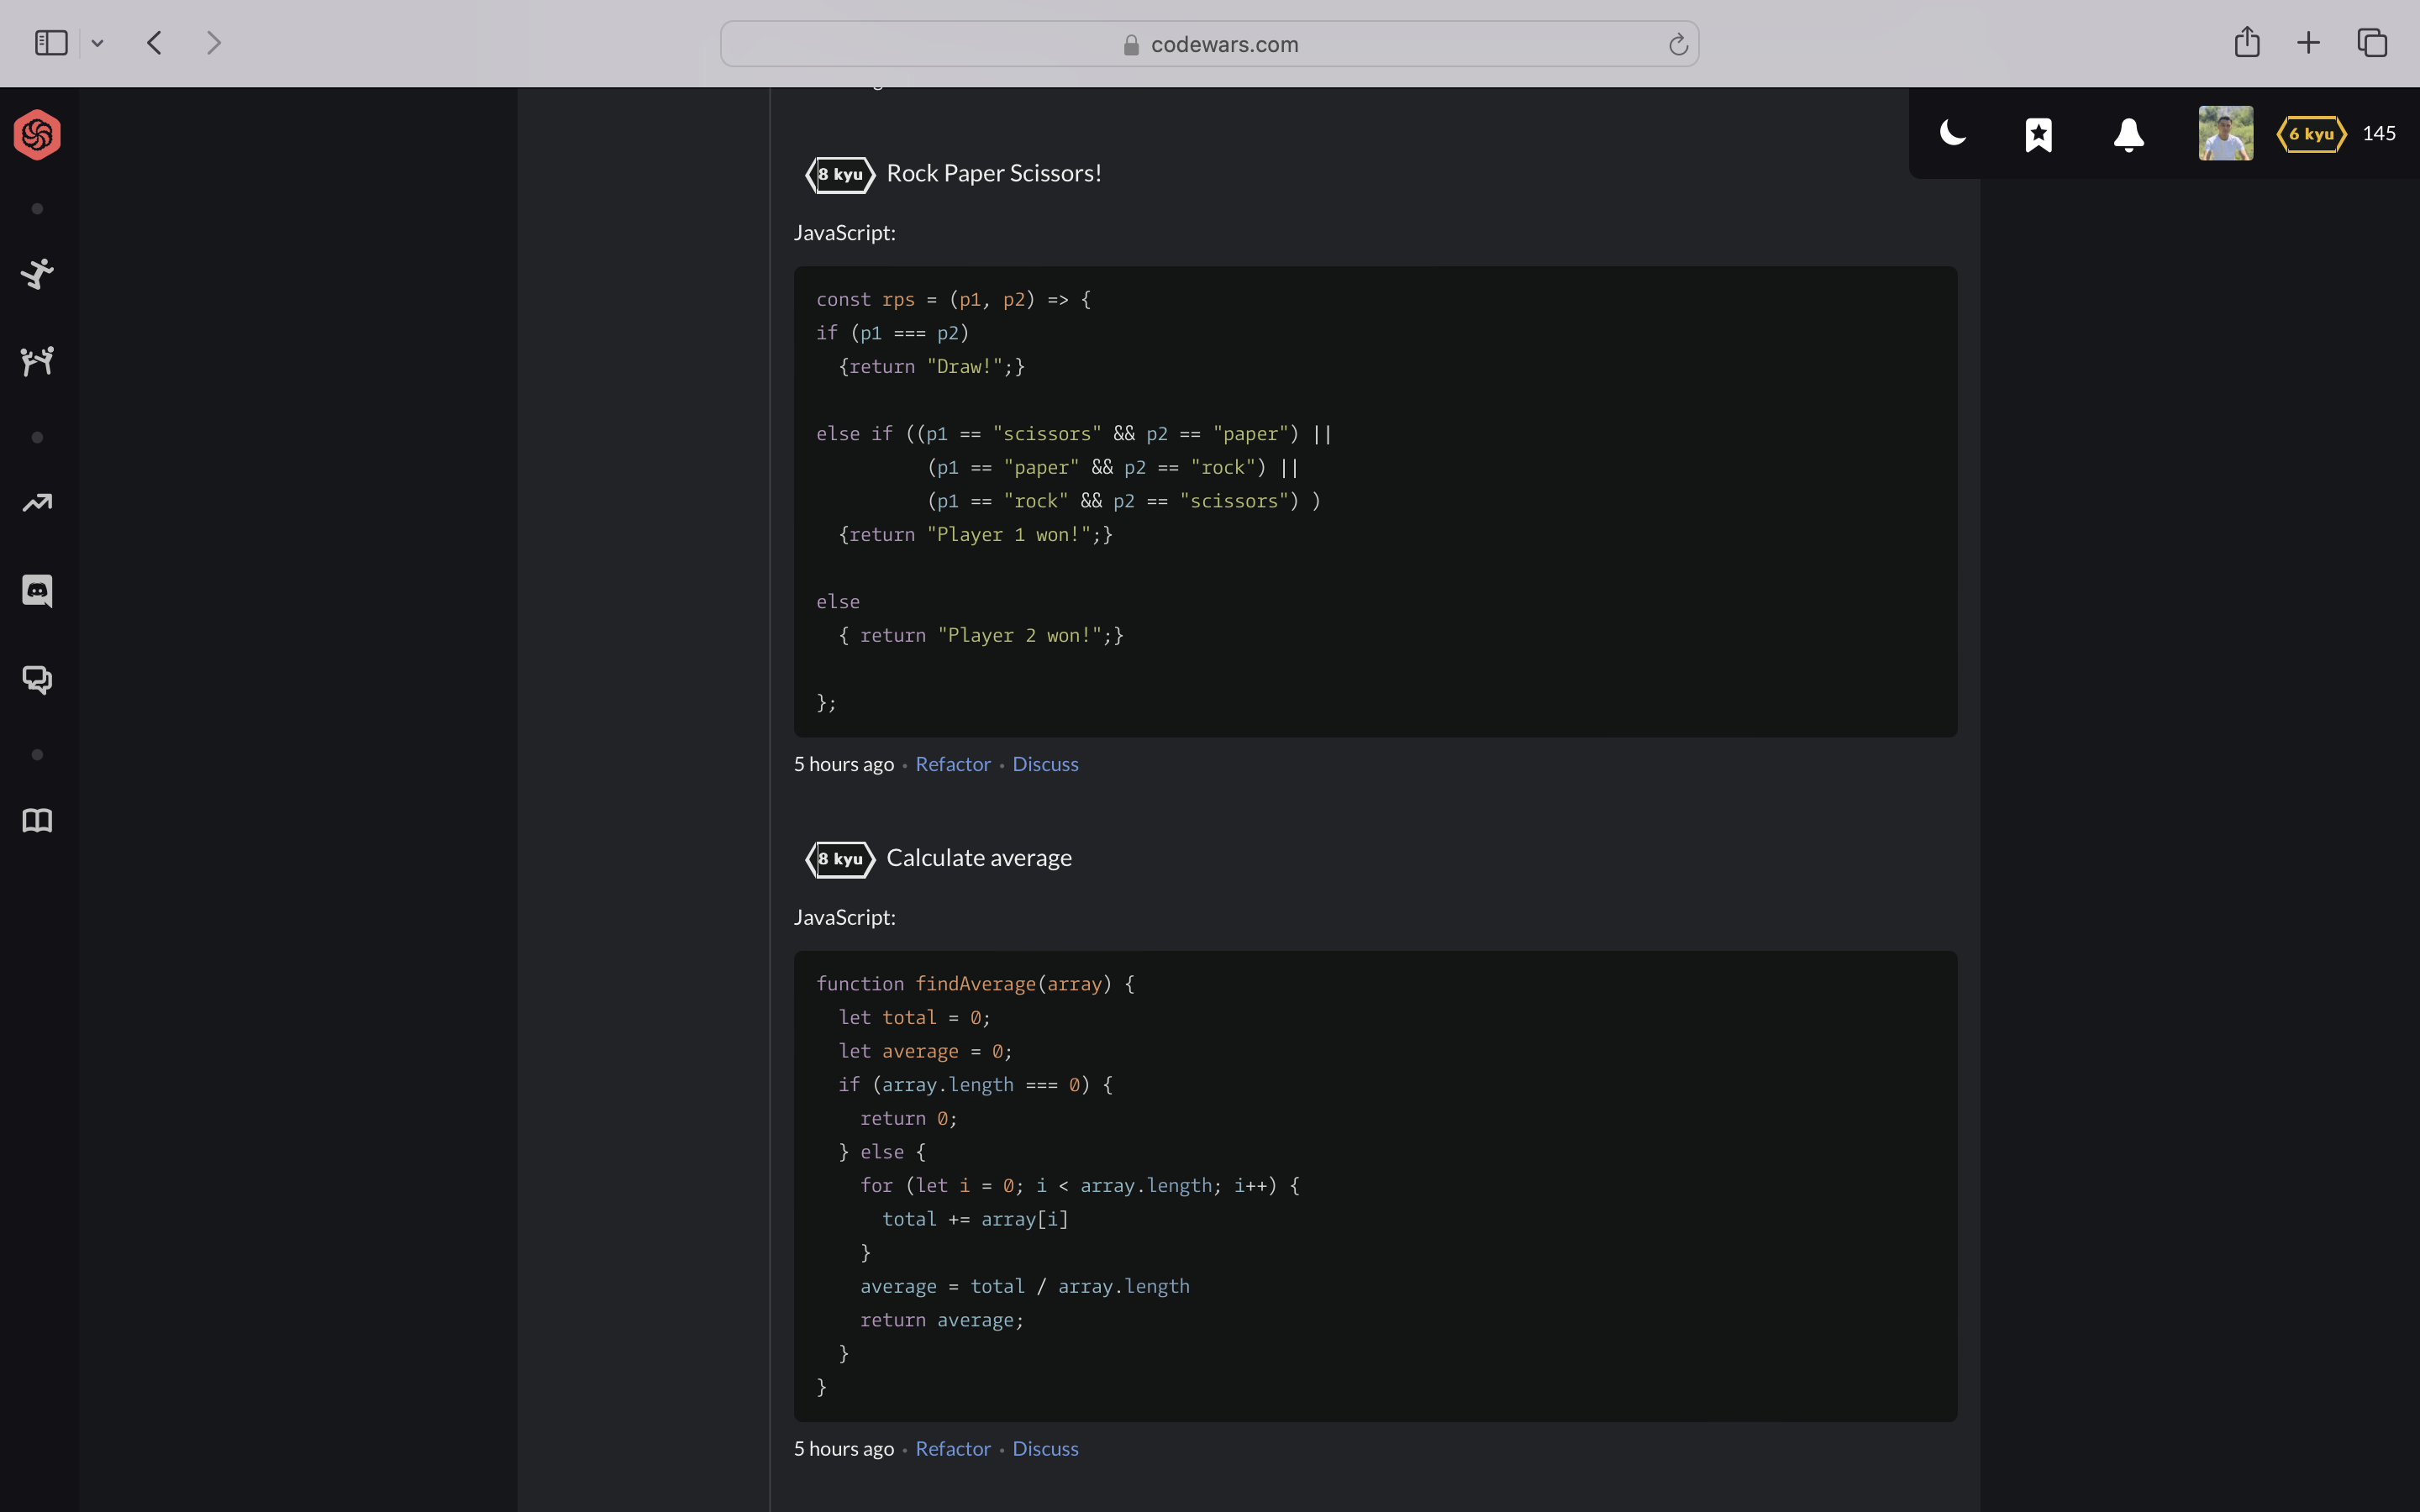 codewars.com
6 kyu 145
8 kyu Rock Paper Scissors!
JavaScript:
const rps = (p1, p2) => {
if (p1 === p2)
  {return "Draw!";}
else if ((p1 == "scissors" && p2 == "paper") ||
          (p1 == "paper" && p2 == "rock") ||
          (p1 == "rock" && p2 == "scissors") )
  {return "Player 1 won!";}
else
  { return "Player 2 won!";}
};
5 hours ago • Refactor • Discuss
8 kyu Calculate average
JavaScript:
function findAverage(array) {
  let total = 0;
  let average = 0;
  if (array.length === 0) {
    return 0;
  } else {
    for (let i = 0; i < array.length; i++) {
      total += array[i]
    }
    average = total / array.length
    return average;
  }
}
5 hours ago • Refactor • Discuss